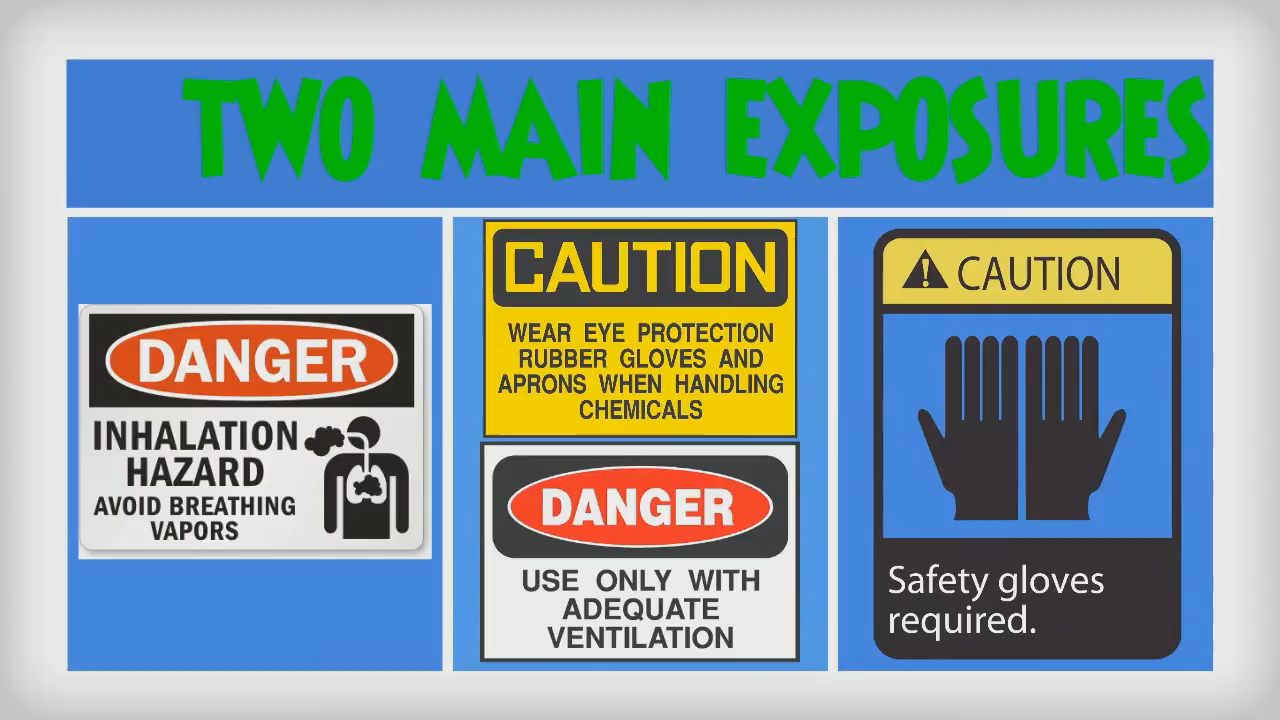 TWO MAIN EXPOSURES
DANGER
INHALATION
HAZARD
AVOID BREATHING
VAPORS
CAUTION
WEAR EYE PROTECTION
RUBBER GLOVES AND
APRONS WHEN HANDLING
CHEMICALS
DANGER
USE ONLY WITH
ADEQUATE
VENTILATION
CAUTION
Safety gloves
required.